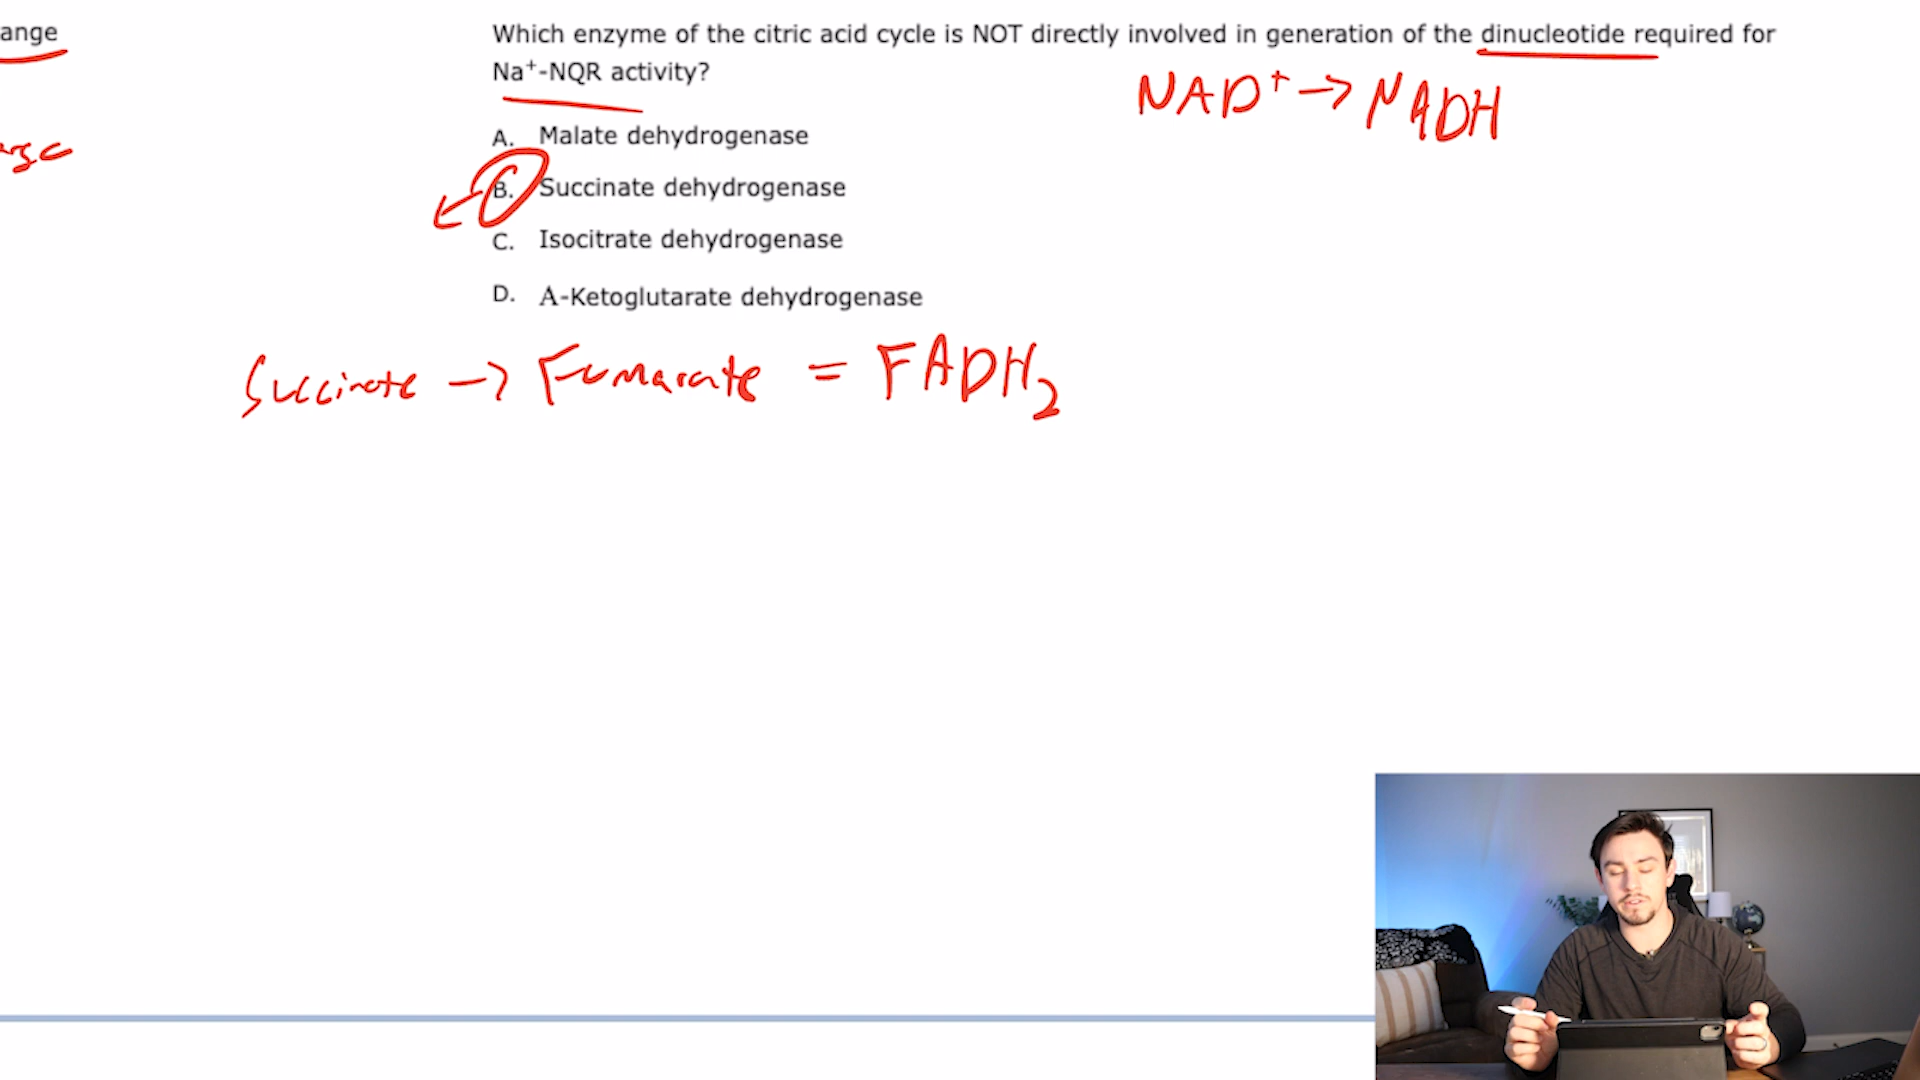 ange
Which enzyme of the citric acid cycle is NOT directly involved in generation of the dinucleotide required for
Na⁺-NQR activity?
NAD⁺ → NADH
A. Malate dehydrogenase
B. Succinate dehydrogenase
C. Isocitrate dehydrogenase
D. A-Ketoglutarate dehydrogenase
Succinate → Fumarate = FADH₂